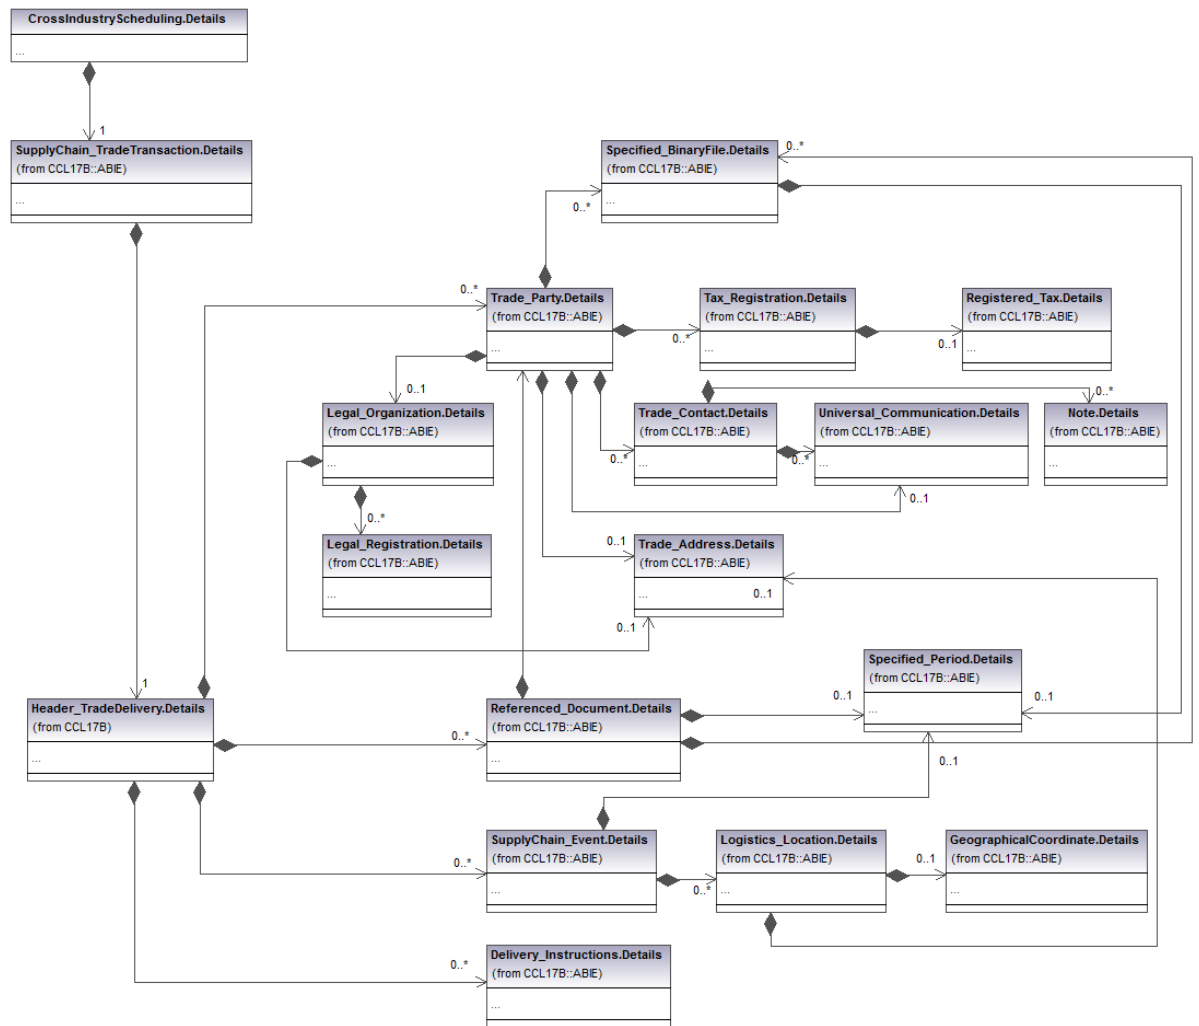 CrossIndustryScheduling.Details
...
1
SupplyChain_TradeTransaction.Details
(from CCL17B::ABIE)
...
Specified_BinaryFile.Details
(from CCL17B::ABIE)
...
0..*
0..*
0..*
Trade_Party.Details
(from CCL17B::ABIE)
...
0..*
Tax_Registration.Details
(from CCL17B::ABIE)
...
0..1
Registered_Tax.Details
(from CCL17B::ABIE)
...
0..1
Legal_Organization.Details
(from CCL17B::ABIE)
...
0..*
Trade_Contact.Details
(from CCL17B::ABIE)
...
0..*
Universal_Communication.Details
(from CCL17B::ABIE)
...
0..*
Note.Details
(from CCL17B::ABIE)
...
0..1
0..*
Legal_Registration.Details
(from CCL17B::ABIE)
...
0..1
Trade_Address.Details
(from CCL17B::ABIE)
...
0..1
0..1
Specified_Period.Details
(from CCL17B::ABIE)
...
0..1
0..1
0..1
1
Header_TradeDelivery.Details
(from CCL17B)
...
0..*
Referenced_Document.Details
(from CCL17B::ABIE)
...
0..*
SupplyChain_Event.Details
(from CCL17B::ABIE)
...
0..*
Logistics_Location.Details
(from CCL17B::ABIE)
...
0..1
GeographicalCoordinate.Details
(from CCL17B::ABIE)
...
0..*
Delivery_Instructions.Details
(from CCL17B::ABIE)
...